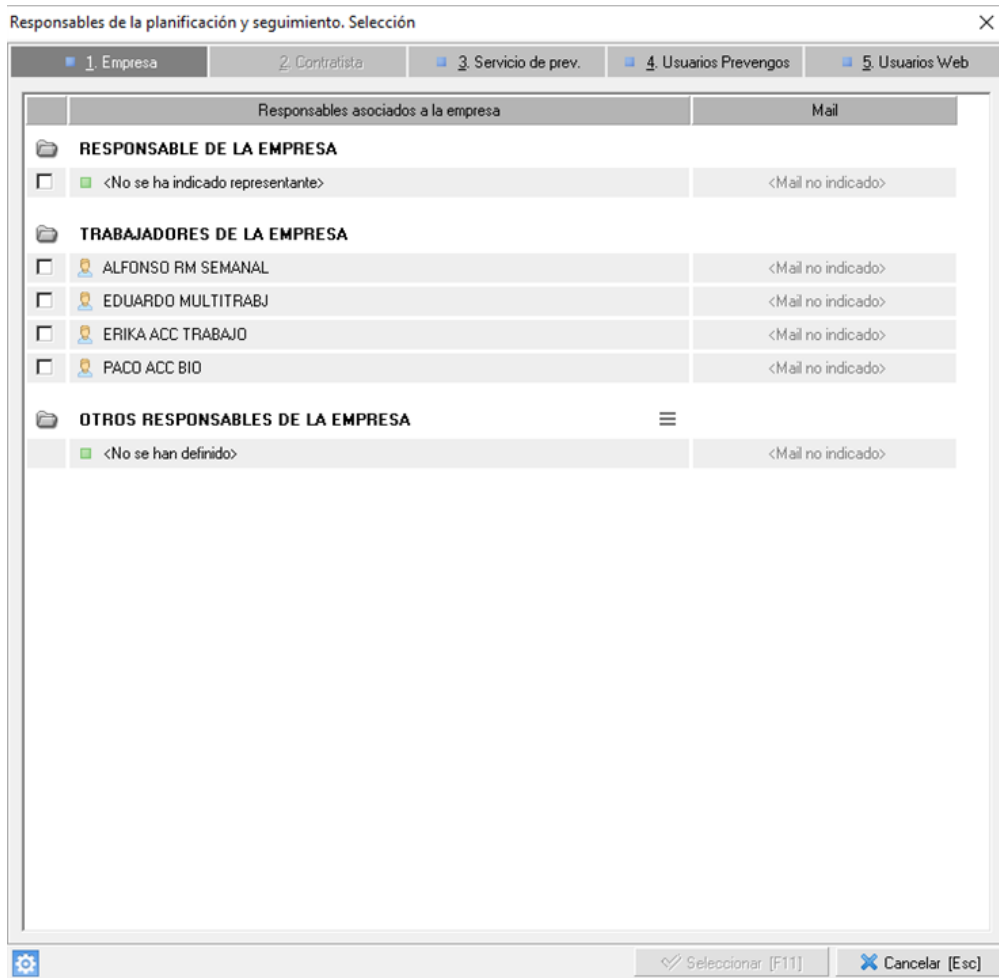 Responsables de la planificación y seguimiento. Selección
1. Empresa 2. Contratista 3. Servicio de prev. 4. Usuarios Prevengos 5. Usuarios Web
Responsables asociados a la empresa Mail
RESPONSABLE DE LA EMPRESA
<No se ha indicado representante> <Mail no indicado>
TRABAJADORES DE LA EMPRESA
ALFONSO RM SEMANAL <Mail no indicado>
EDUARDO MULTITRABJ <Mail no indicado>
ERIKA ACC TRABAJO <Mail no indicado>
PACO ACC BIO <Mail no indicado>
OTROS RESPONSABLES DE LA EMPRESA
<No se han definido> <Mail no indicado>
Seleccionar [F11] Cancelar [Esc]